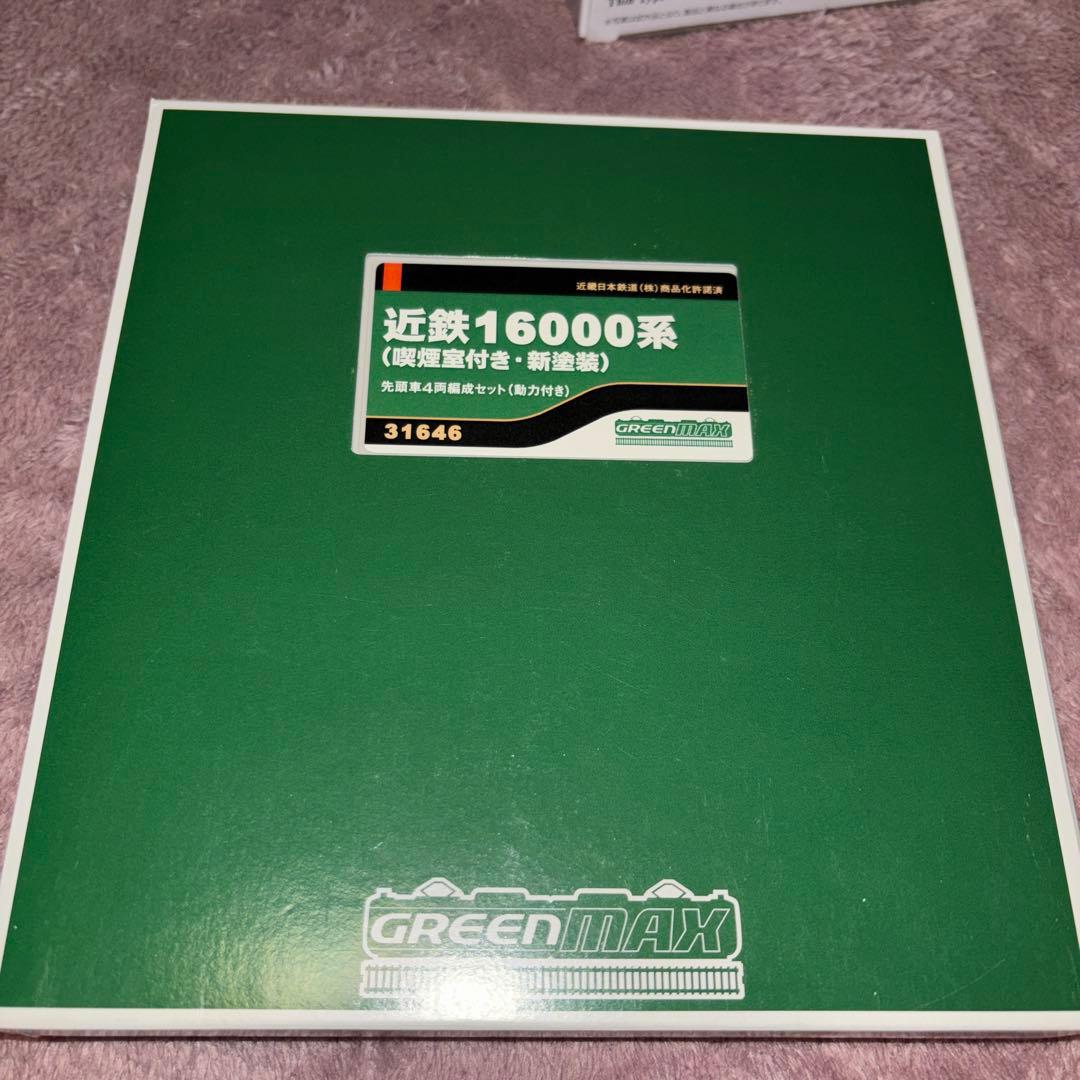 近畿日本鉄道(株)商品化許諾済
近鉄16000系
(喫煙室付き・新塗装)
先頭車4両編成セット(動力付き)
31646
GREENMAX
GREENMAX